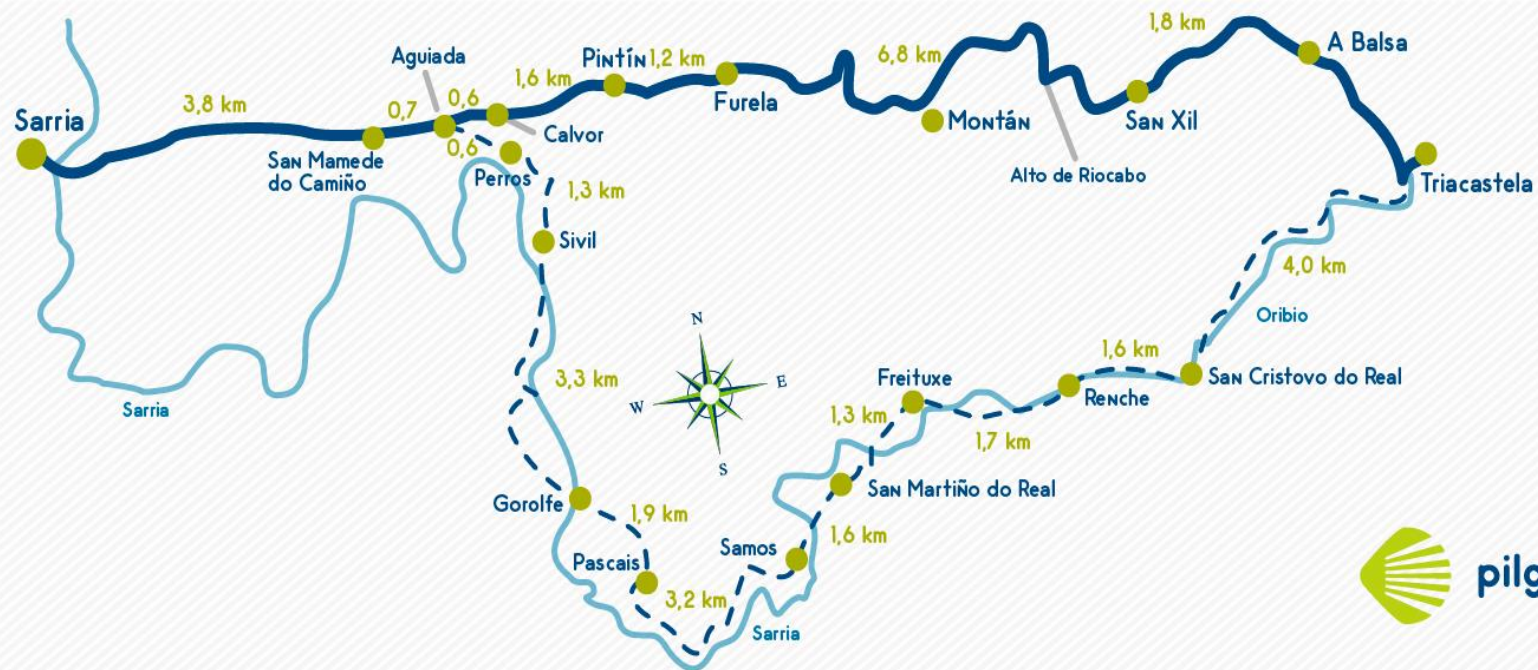 1,8 km
A Balsa
Aguiada
Pintín
1,2 km
6,8 km
1,6 km
Furela
3,8 km
0,7
0,6
Sarria
Montán
San Xil
Calvor
San Mamede
do Camiño
0,6
Perros
Alto de Riocabo
Triacastela
1,3 km
Sivil
4,0 km
Oribio
N
E
W
S
3,3 km
Freituxe
1,6 km
San Cristovo do Real
Renche
Sarria
1,3 km
1,7 km
San Martiño do Real
Gorolfe
1,9 km
Samos
1,6 km
Pascais
3,2 km
Sarria
pilg